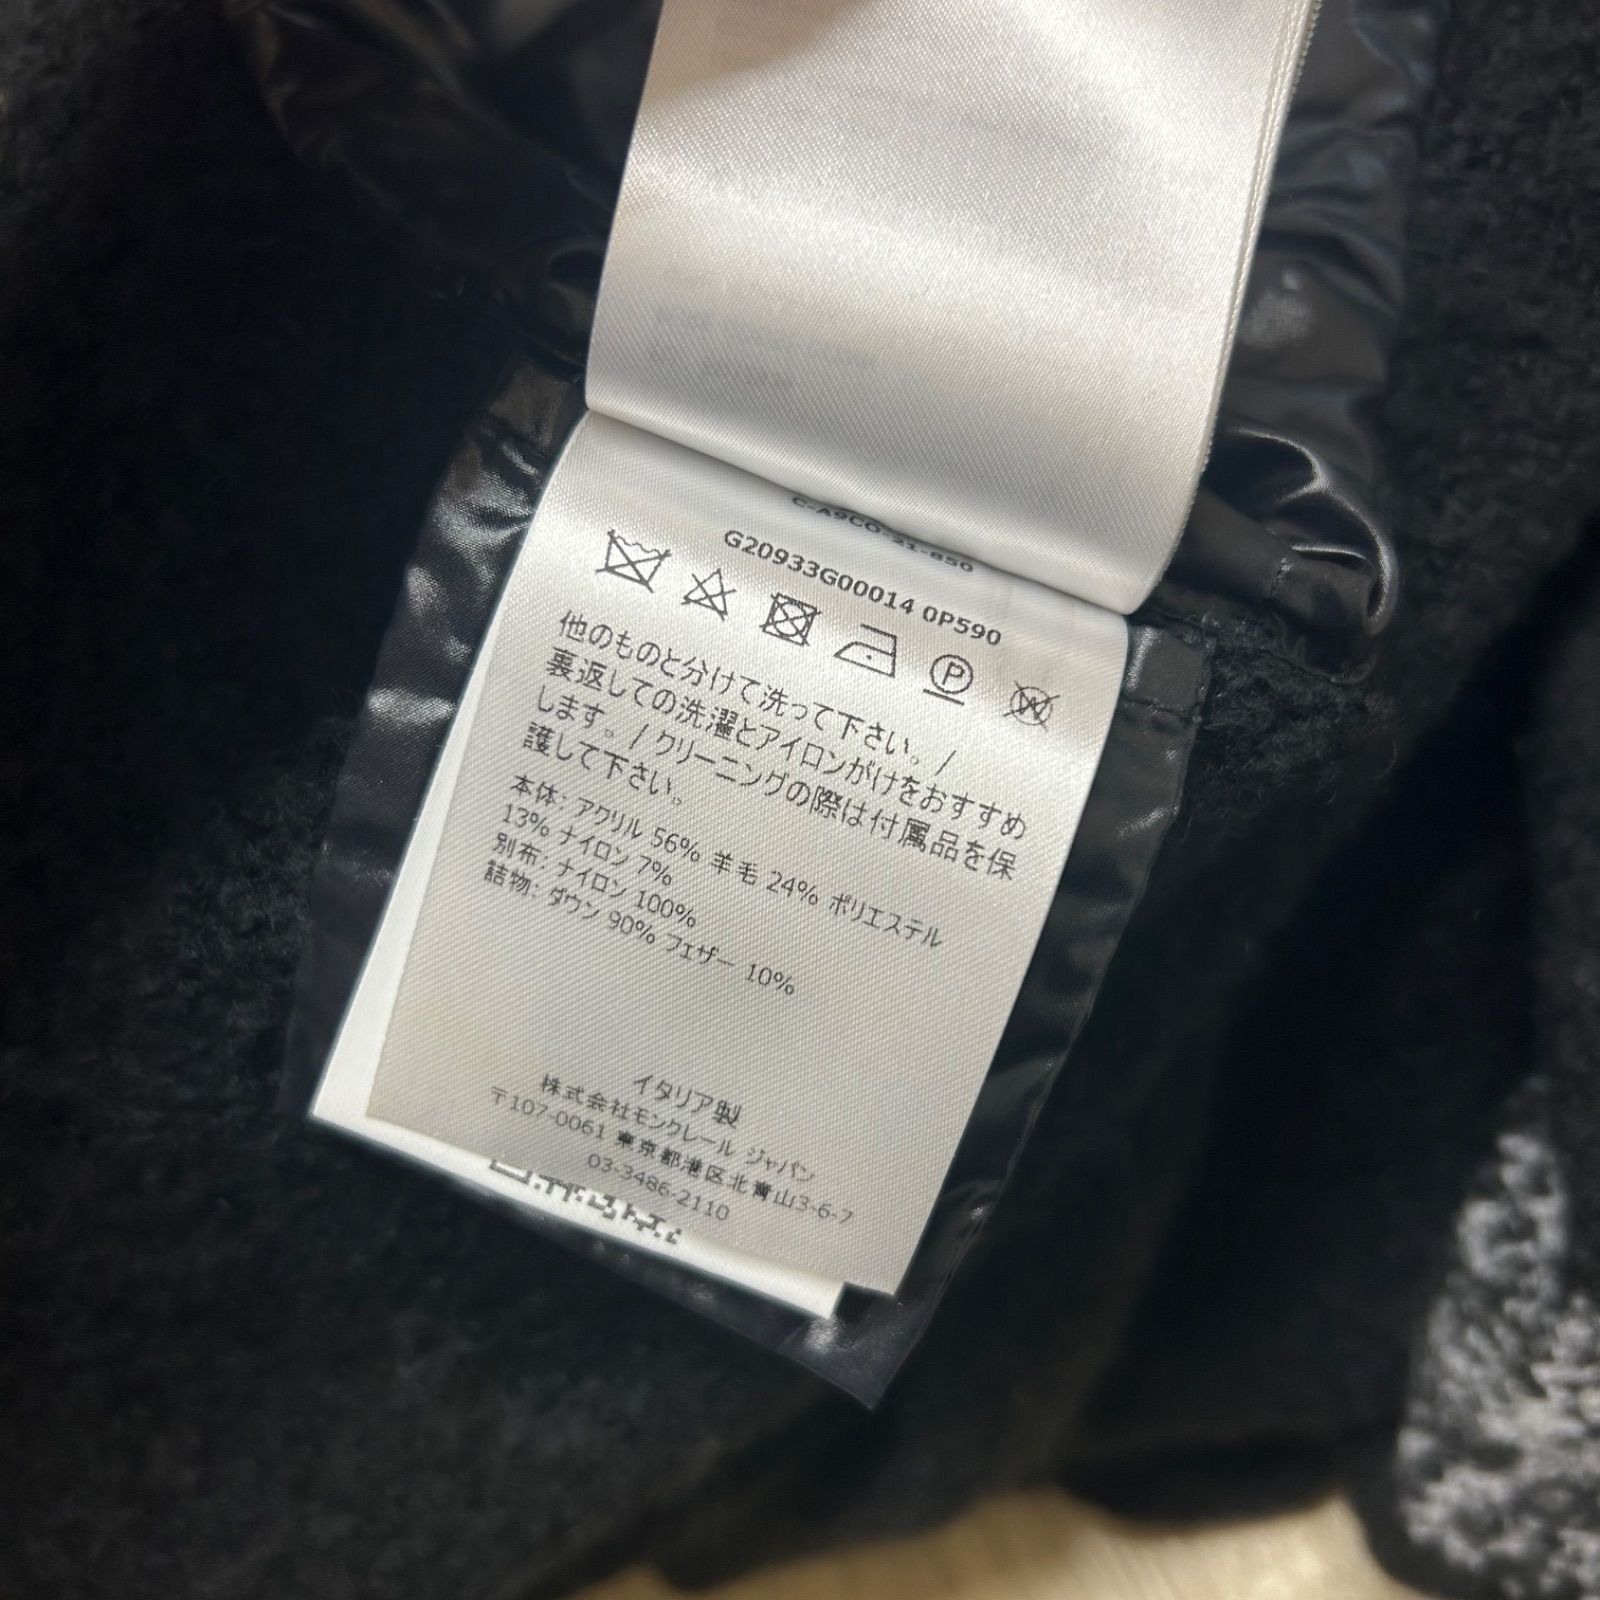 C-A9CO-21-850
G20933G00014 0P590
P
W
他のものと分けて洗って下さい。/
裏返しての洗濯とアイロンがけをおすすめ
します。/ クリーニングの際は付属品を保
護して下さい。
本体: アクリル 56% 羊毛 24% ポリエステル
13% ナイロン 7%
別布: ナイロン 100%
詰物: ダウン 90% フェザー 10%
イタリア製
株式会社モンクレール ジャパン
〒107-0061 東京都港区北青山3-6-7
03-3486-2110